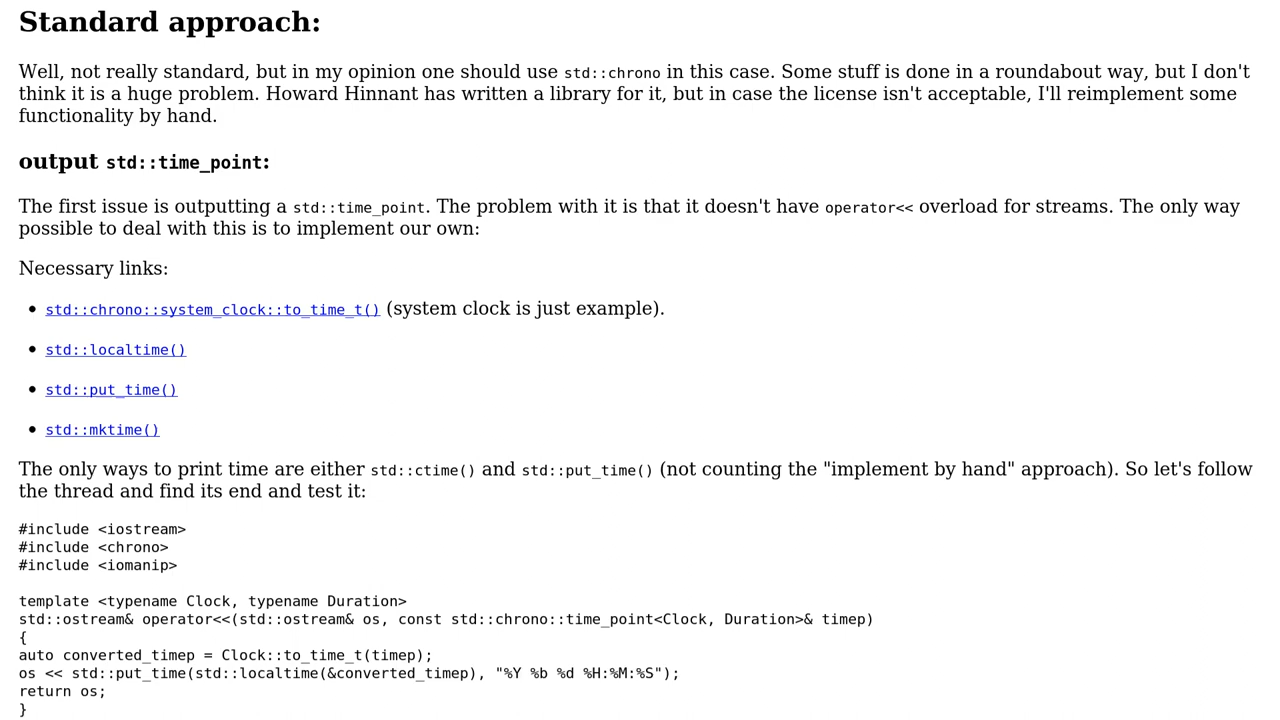 Standard approach:
Well, not really standard, but in my opinion one should use std::chrono in this case. Some stuff is done in a roundabout way, but I don't
think it is a huge problem. Howard Hinnant has written a library for it, but in case the license isn't acceptable, I'll reimplement some
functionality by hand.
output std::time_point:
The first issue is outputting a std::time_point. The problem with it is that it doesn't have operator<< overload for streams. The only way
possible to deal with this is to implement our own:
Necessary links:
• std::chrono::system_clock::to_time_t() (system clock is just example).
• std::localtime()
• std::put_time()
• std::mktime()
The only ways to print time are either std::ctime() and std::put_time() (not counting the "implement by hand" approach). So let's follow
the thread and find its end and test it:
#include <iostream>
#include <chrono>
#include <iomanip>
template <typename Clock, typename Duration>
std::ostream& operator<<(std::ostream& os, const std::chrono::time_point<Clock, Duration>& timep)
{
auto converted_timep = Clock::to_time_t(timep);
os << std::put_time(std::localtime(&converted_timep), "%Y %b %d %H:%M:%S");
return os;
}